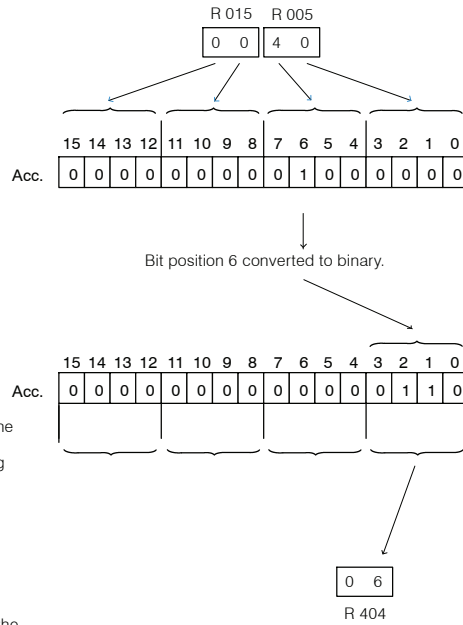 R 015 R 005
0 0 4 0
15 14 13 12 11 10 9 8 7 6 5 4 3 2 1 0
Acc. 0 0 0 0 0 0 0 0 0 1 0 0 0 0 0 0
Bit position 6 converted to binary.
15 14 13 12 11 10 9 8 7 6 5 4 3 2 1 0
Acc. 0 0 0 0 0 0 0 0 0 0 0 0 0 1 1 0
0 6
R 404